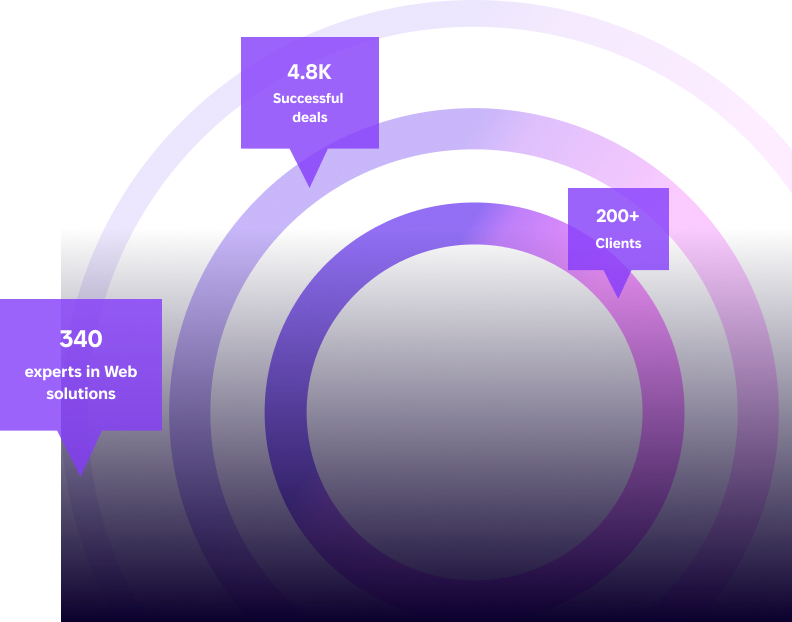 4.8K
Successful
deals
200+
Clients
340
experts in Web
solutions